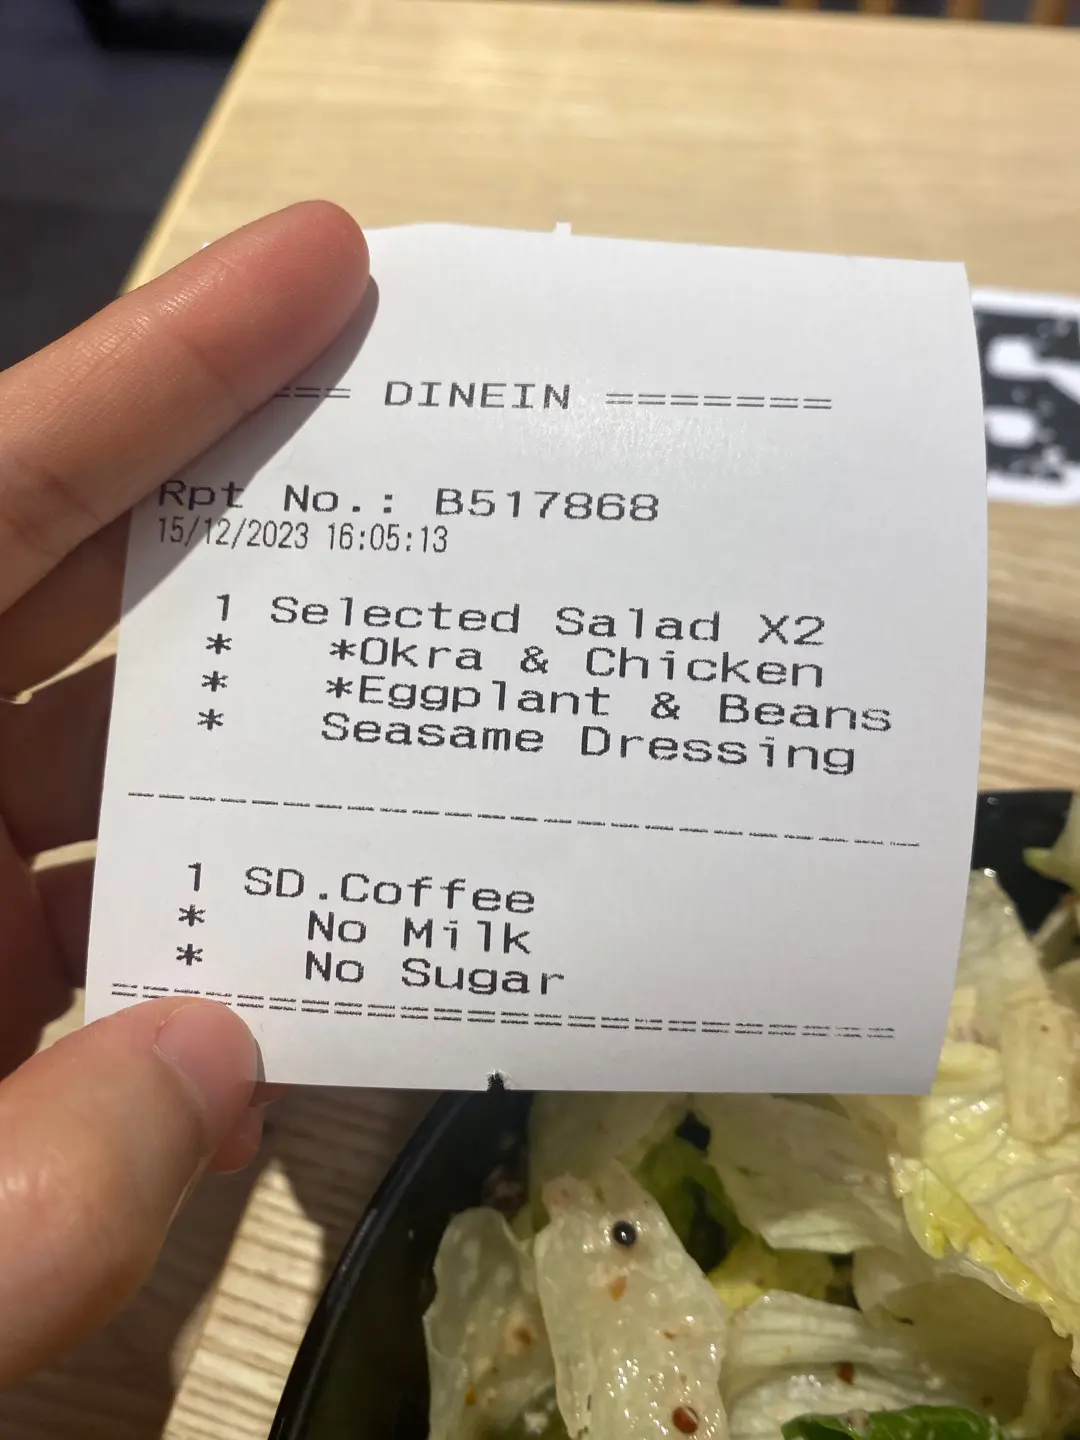 === DINEIN =======
Rpt No.: B517868
15/12/2023 16:05:13
1 Selected Salad X2
* *Okra & Chicken
* *Eggplant & Beans
* Seasame Dressing
1 SD.Coffee
* No Milk
* No Sugar